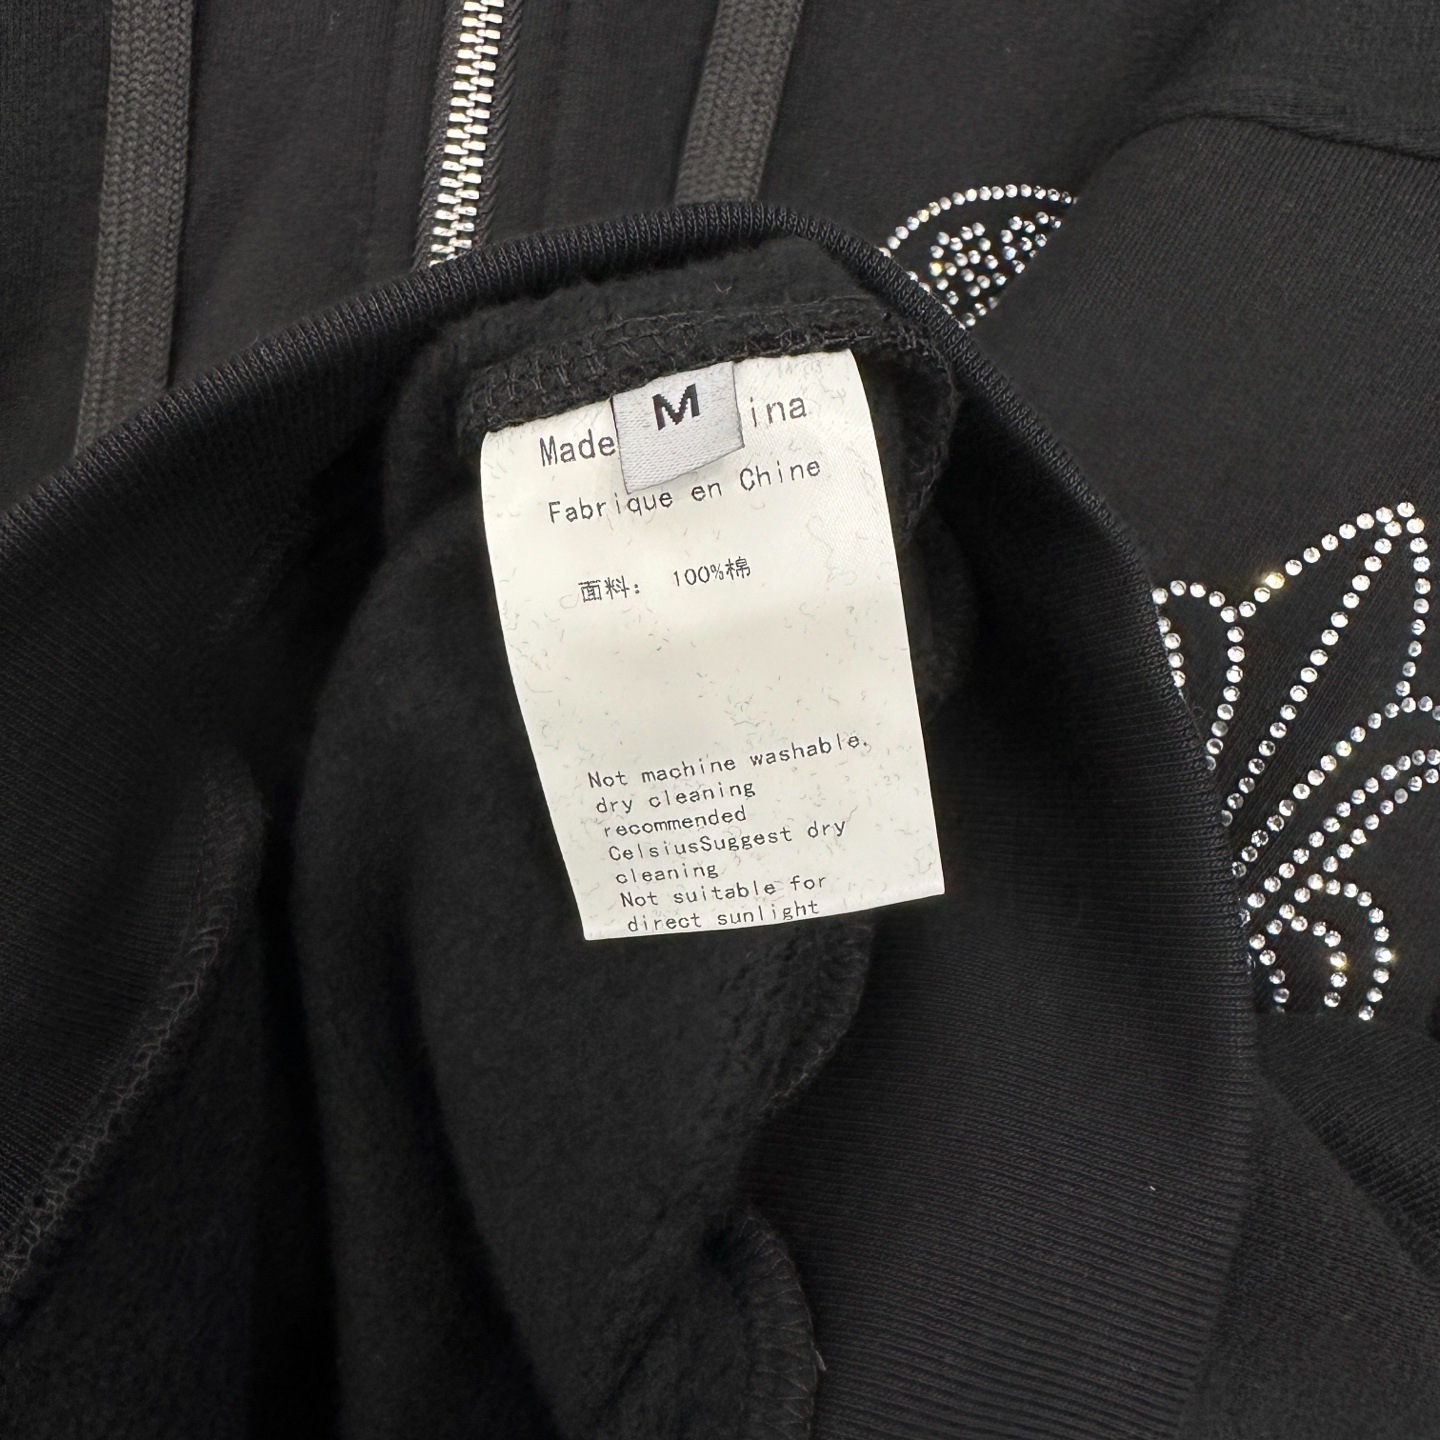 M
Made ina
Fabrique en Chine
面料： 100%棉
Not machine washable.
dry cleaning
recommended
CelsiusSuggest dry
cleaning
Not suitable for
direct sunlight